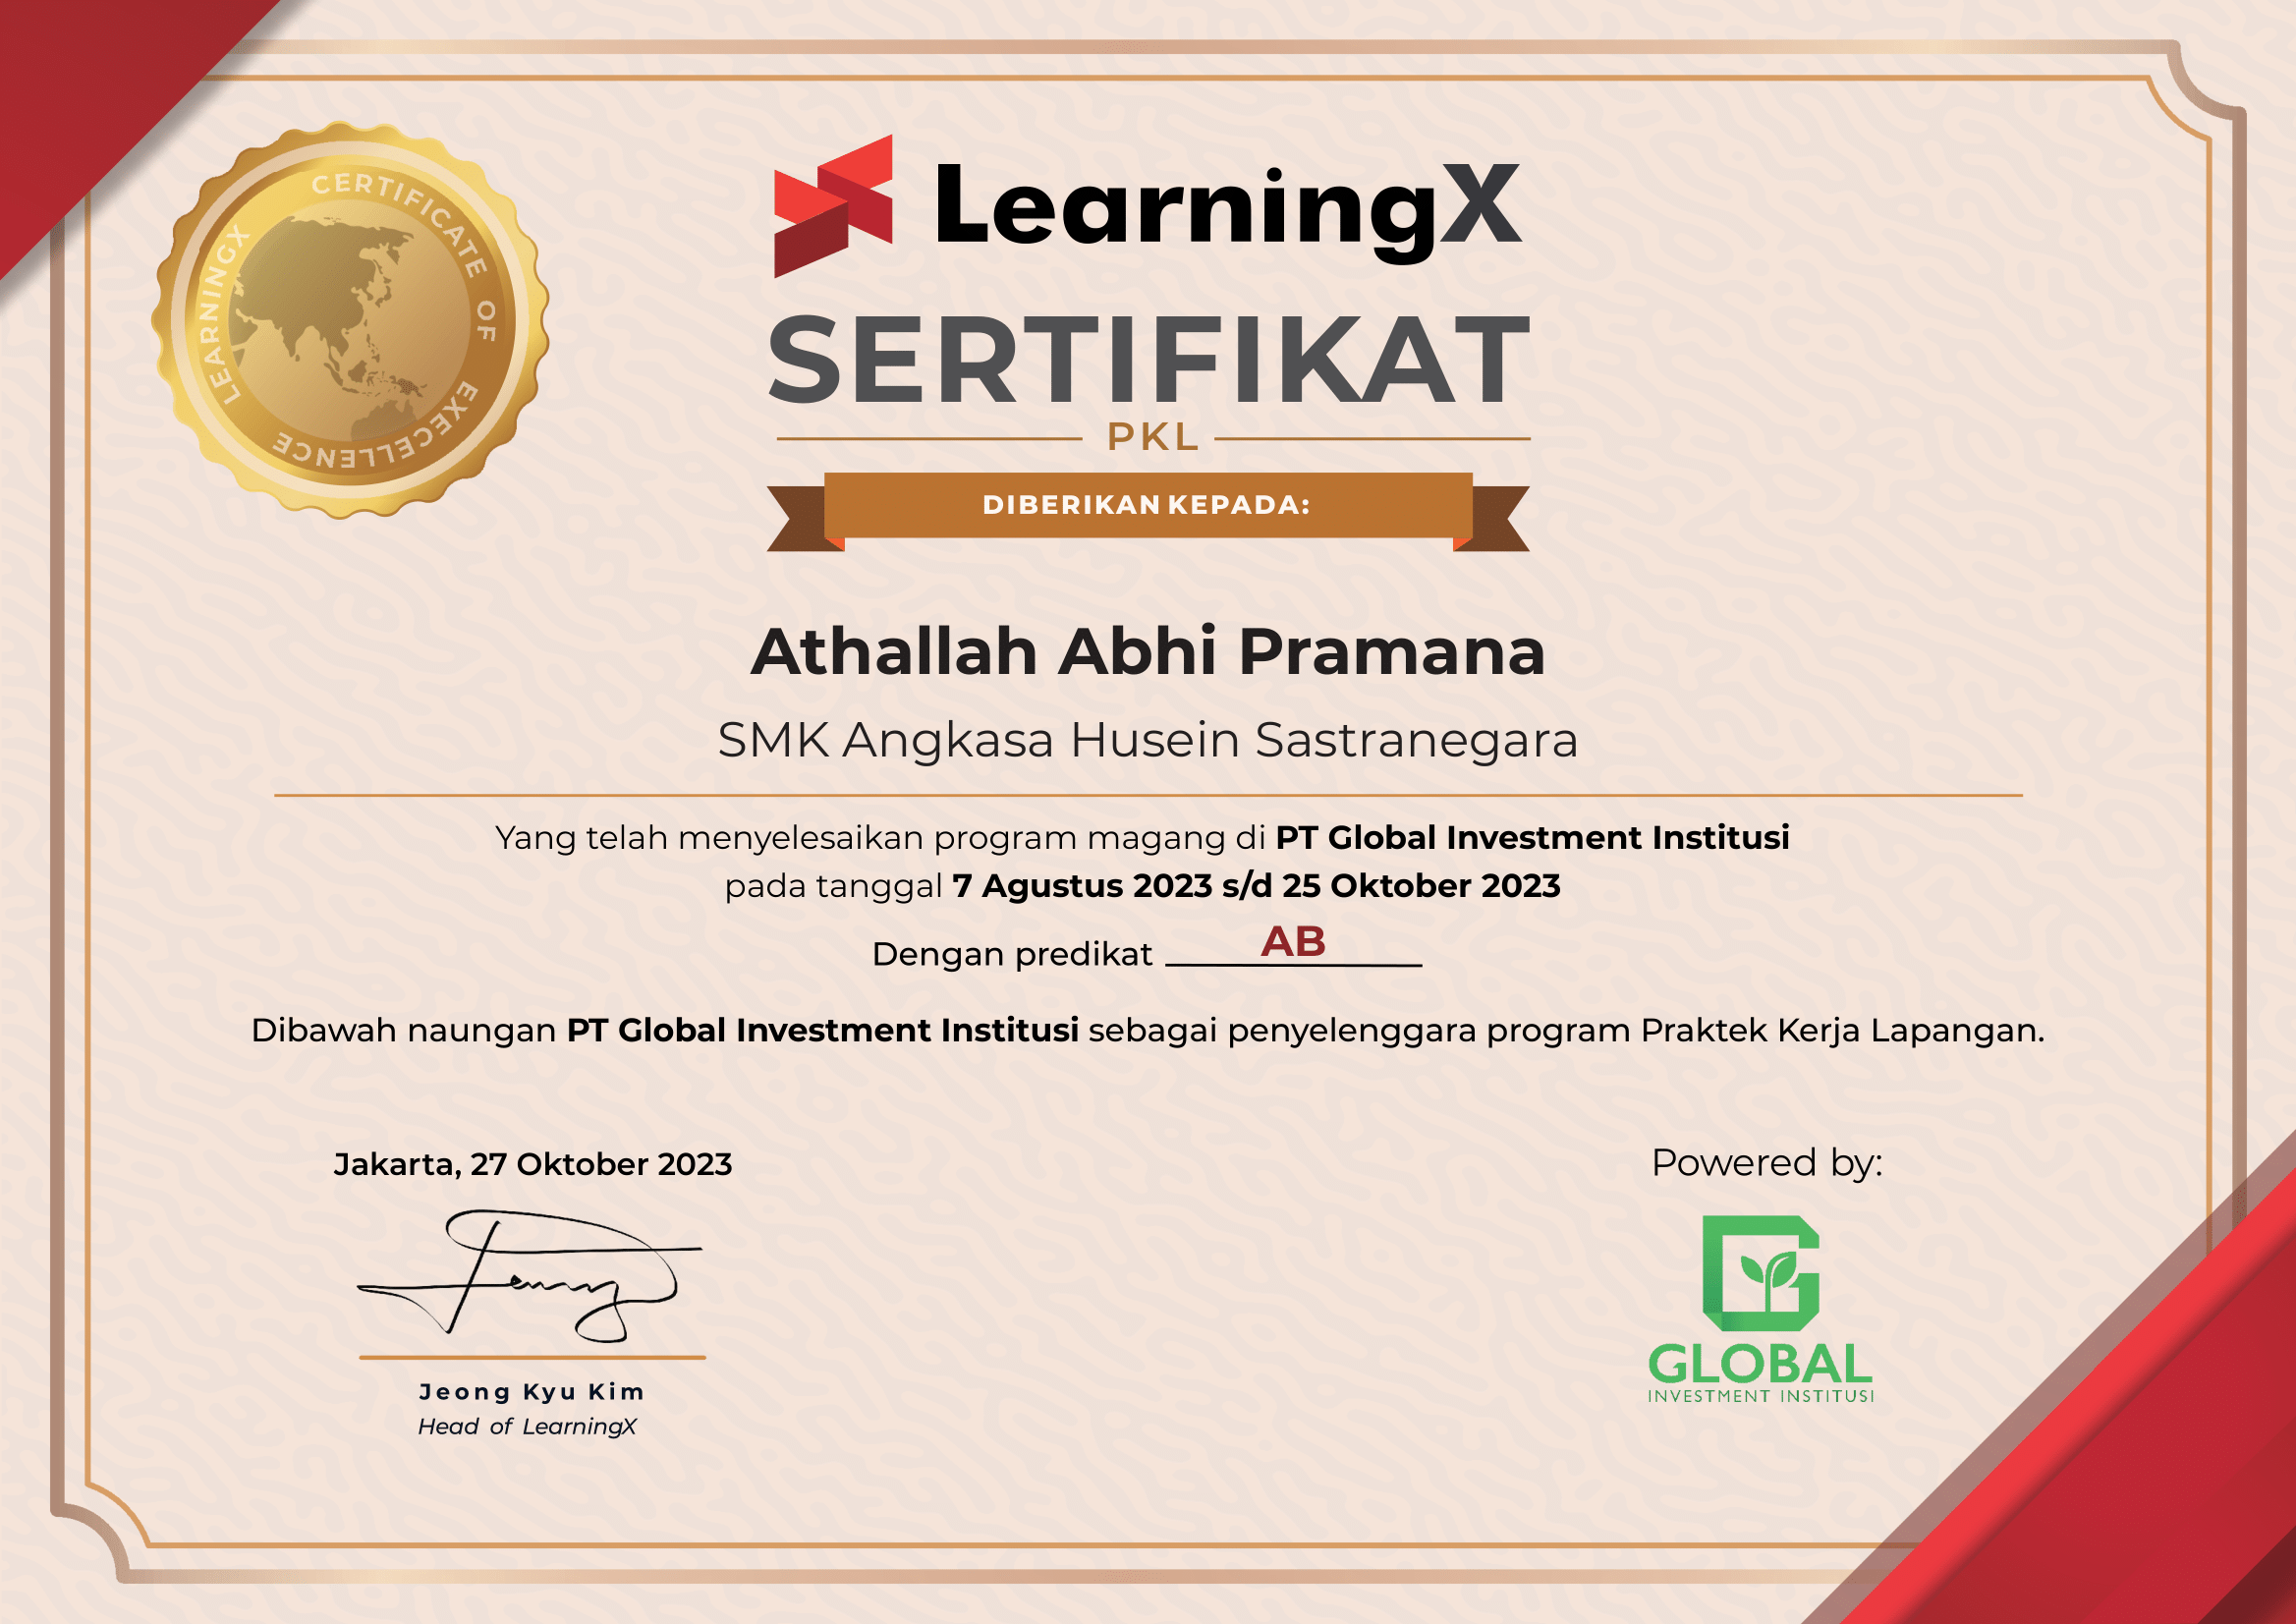 LEARNINGX CERTIFICATE OF EXECELLENCE
LearningX
SERTIFIKAT
PKL
DIBERIKAN KEPADA:
Athallah Abhi Pramana
SMK Angkasa Husein Sastranegara
Yang telah menyelesaikan program magang di PT Global Investment Institusi
pada tanggal 7 Agustus 2023 s/d 25 Oktober 2023
Dengan predikat AB
Dibawah naungan PT Global Investment Institusi sebagai penyelenggara program Praktek Kerja Lapangan.
Jakarta, 27 Oktober 2023
Jeong Kyu Kim
Head of LearningX
Powered by:
GLOBAL
INVESTMENT INSTITUSI